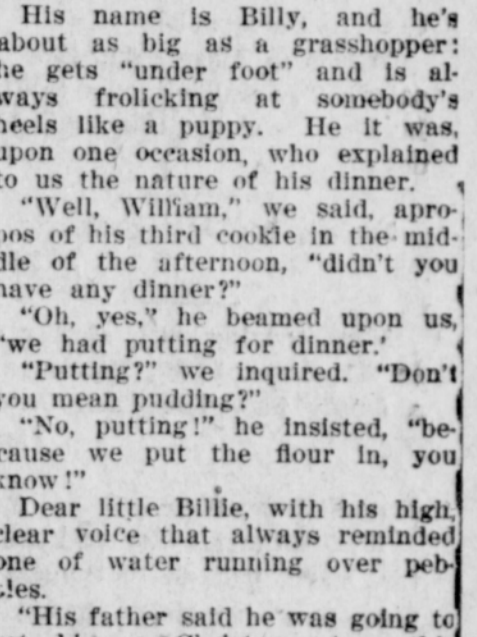 His name is Billy, and he's
about as big as a grasshopper:
he gets "under foot" and is al-
ways frolicking at somebody's
heels like a puppy. He it was,
upon one occasion, who explained
to us the nature of his dinner.
"Well, William," we said, apro-
pos of his third cookie in the mid-
dle of the afternoon, "didn't you
have any dinner?"
"Oh, yes," he beamed upon us,
'we had putting for dinner.'
"Putting?" we inquired. "Don't
you mean pudding?"
"No, putting!" he insisted, "be-
cause we put the flour in, you
know!"
Dear little Billie, with his high,
clear voice that always reminded
one of water running over peb-
bles.
"His father said he was going to